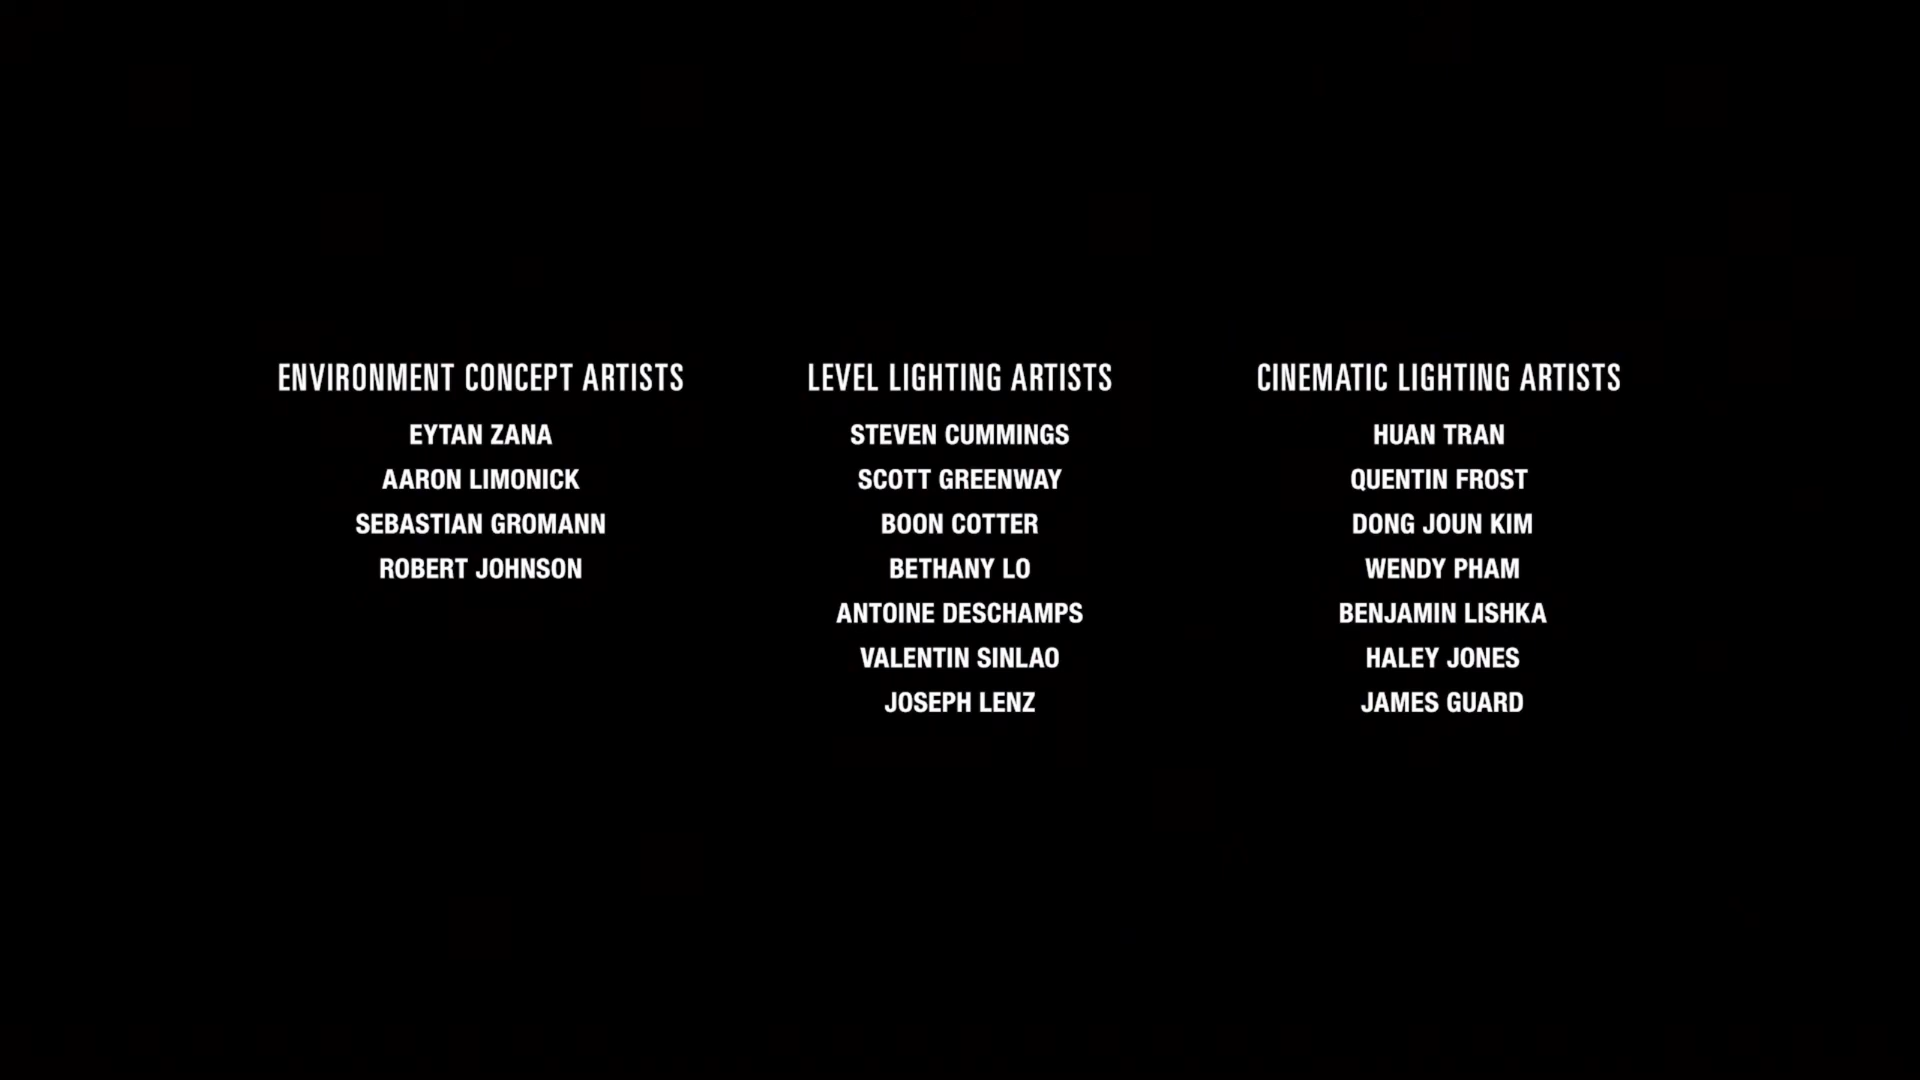 ENVIRONMENT CONCEPT ARTISTS
EYTAN ZANA
AARON LIMONICK
SEBASTIAN GROMANN
ROBERT JOHNSON
LEVEL LIGHTING ARTISTS
STEVEN CUMMINGS
SCOTT GREENWAY
BOON COTTER
BETHANY LO
ANTOINE DESCHAMPS
VALENTIN SINLAO
JOSEPH LENZ
CINEMATIC LIGHTING ARTISTS
HUAN TRAN
QUENTIN FROST
DONG JOUN KIM
WENDY PHAM
BENJAMIN LISHKA
HALEY JONES
JAMES GUARD